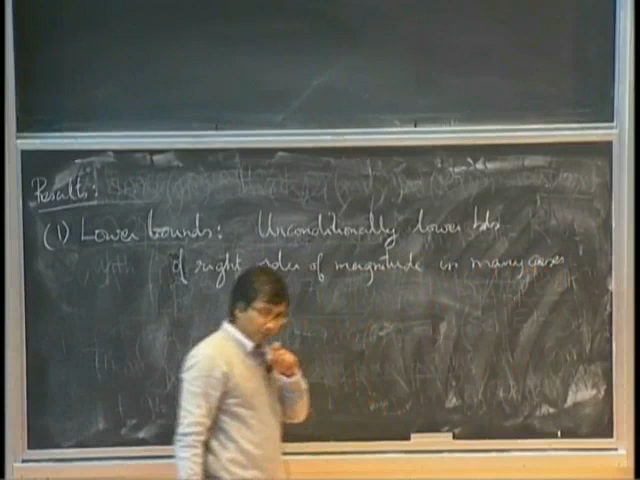 Results:
(1) Lower bounds: Unconditionally lower bds
of right order of magnitude in many cases